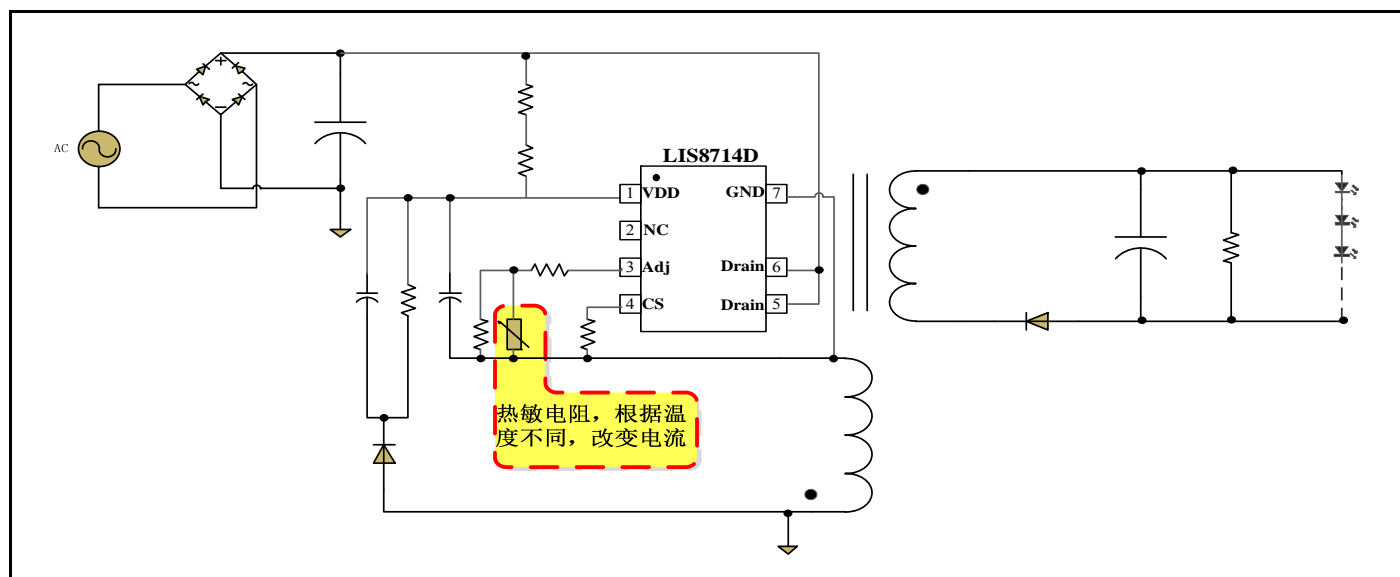 AC
LIS8714D
1 VDD
GND 7
2 NC
3 Adj
Drain 6
4 CS
Drain 5
热敏电阻，根据温
度不同，改变电流